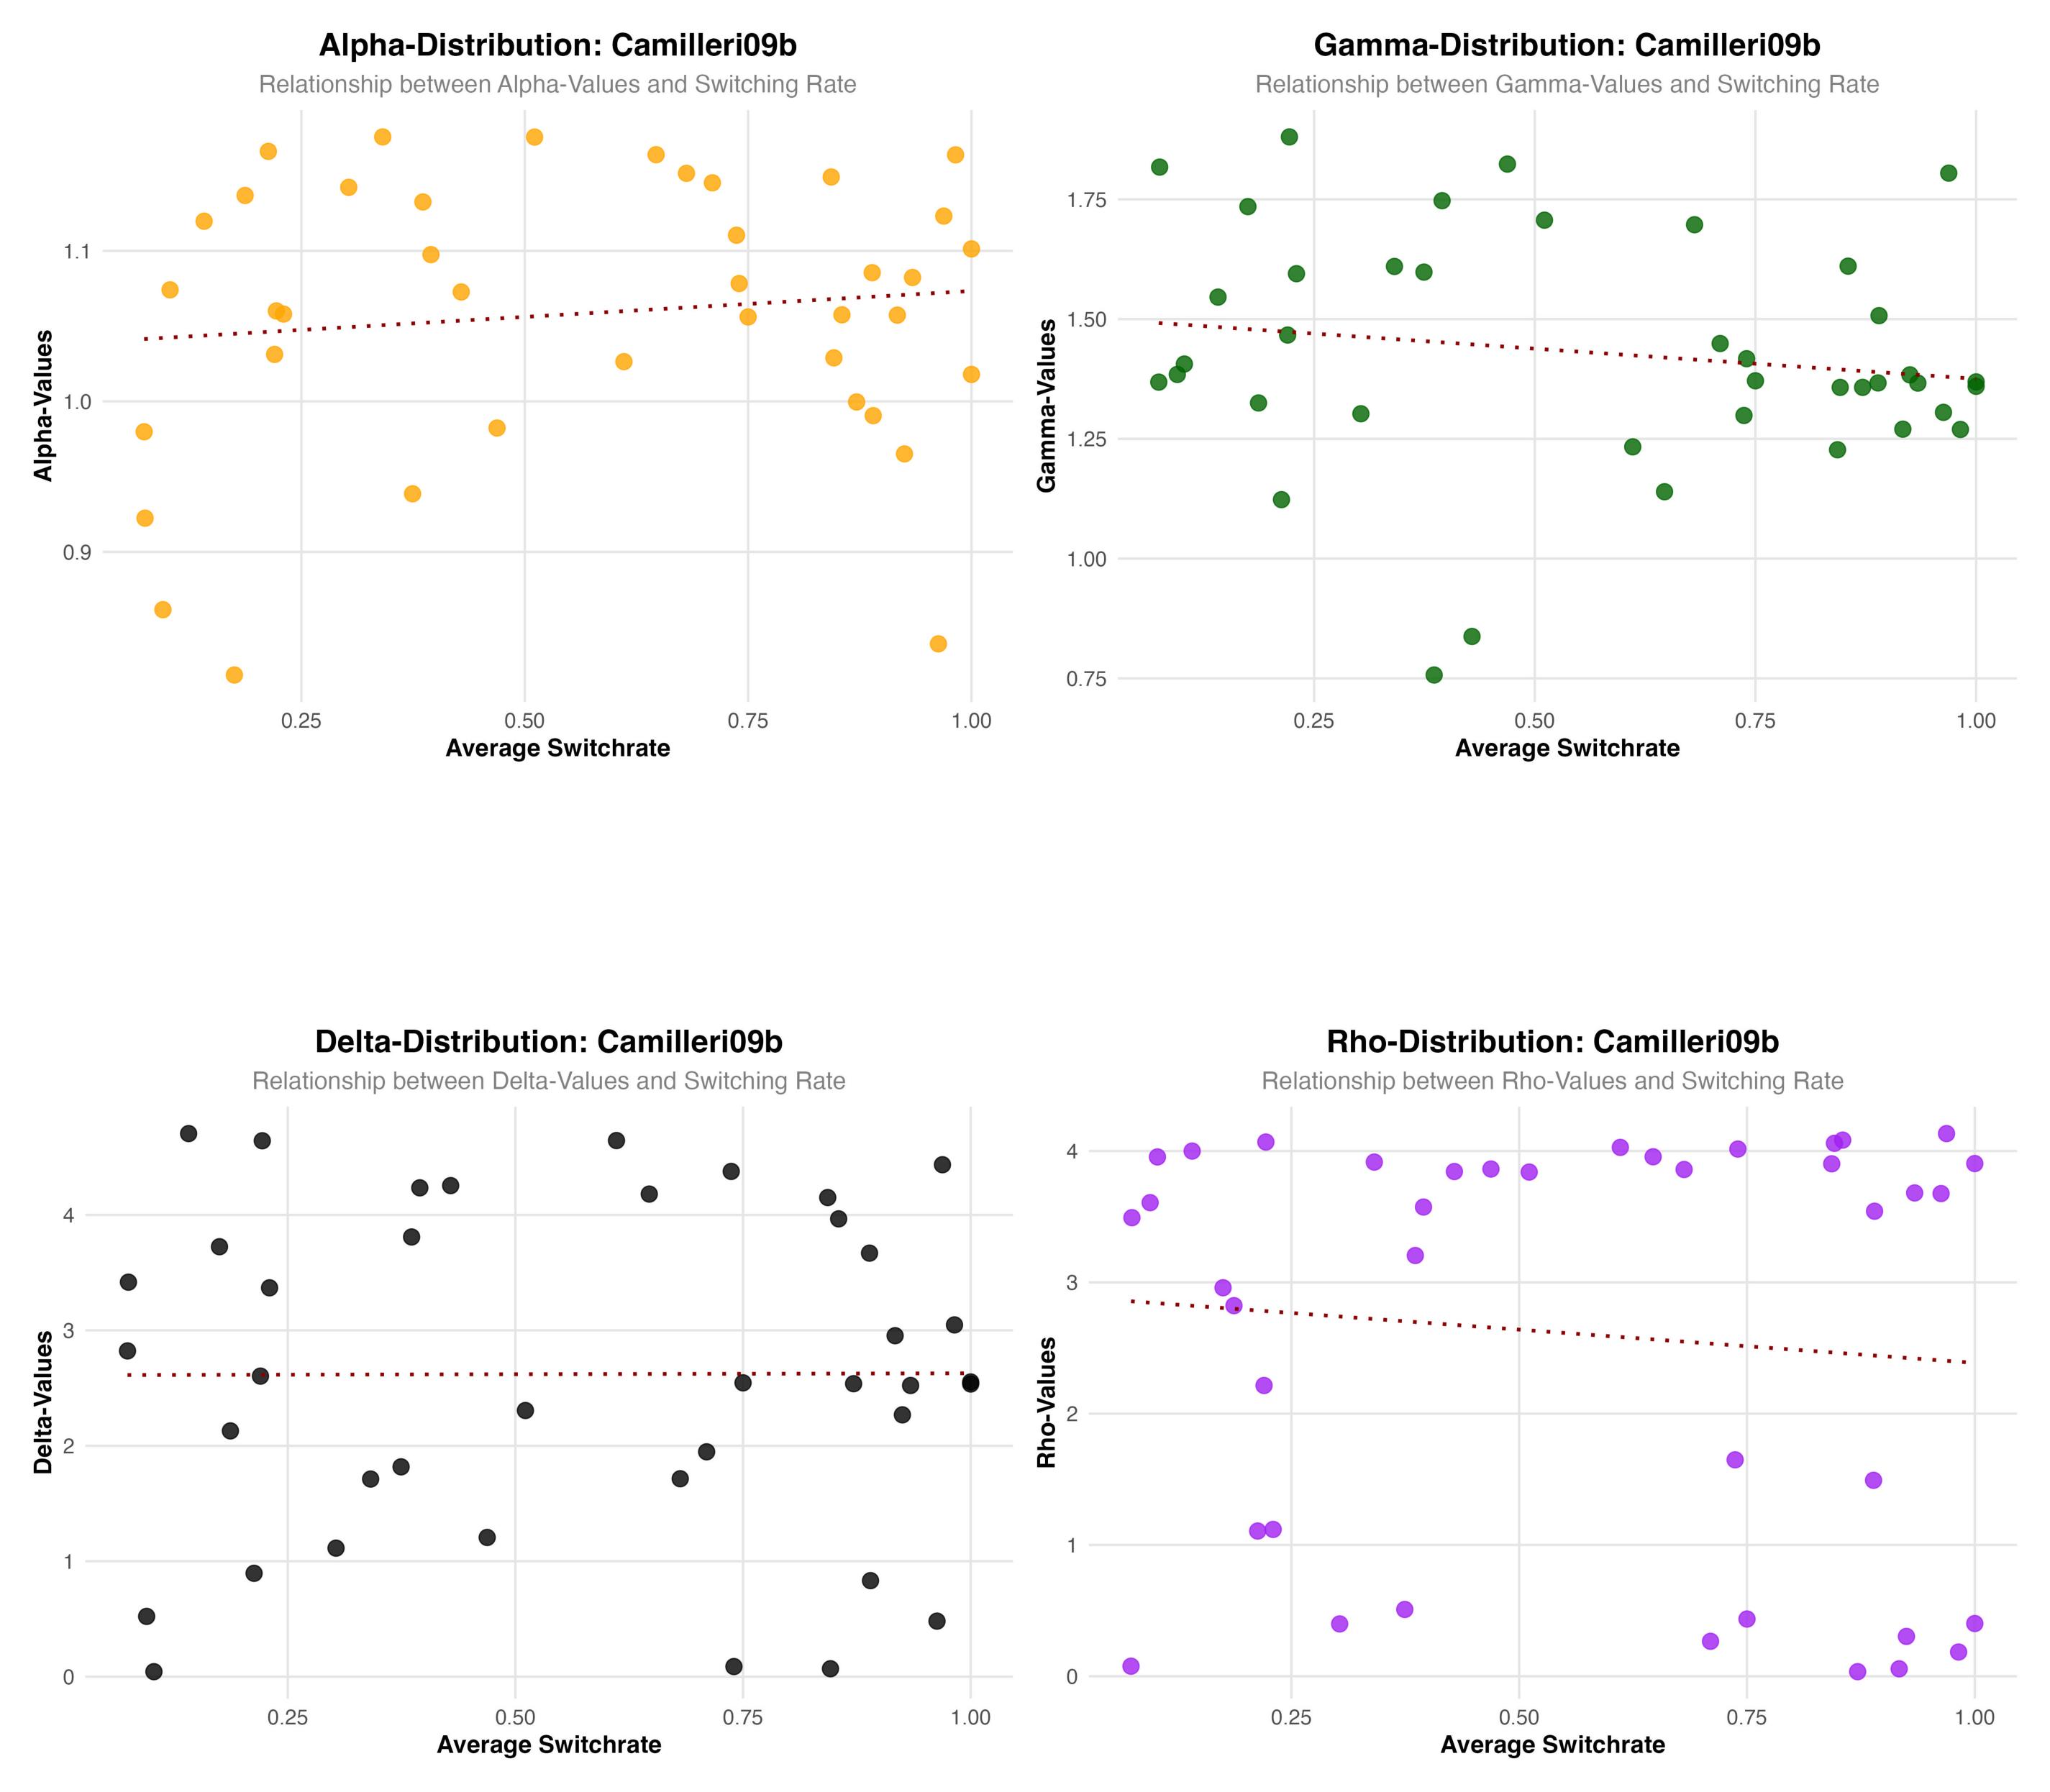 Alpha-Distribution: Camilleri09b
Relationship between Alpha-Values and Switching Rate
Alpha-Values
1.1
1.0
0.9
0.25 0.50 0.75 1.00
Average Switchrate
Gamma-Distribution: Camilleri09b
Relationship between Gamma-Values and Switching Rate
Gamma-Values
1.75
1.50
1.25
1.00
0.75
0.25 0.50 0.75 1.00
Average Switchrate
Delta-Distribution: Camilleri09b
Relationship between Delta-Values and Switching Rate
Delta-Values
4
3
2
1
0
0.25 0.50 0.75 1.00
Average Switchrate
Rho-Distribution: Camilleri09b
Relationship between Rho-Values and Switching Rate
Rho-Values
4
3
2
1
0
0.25 0.50 0.75 1.00
Average Switchrate